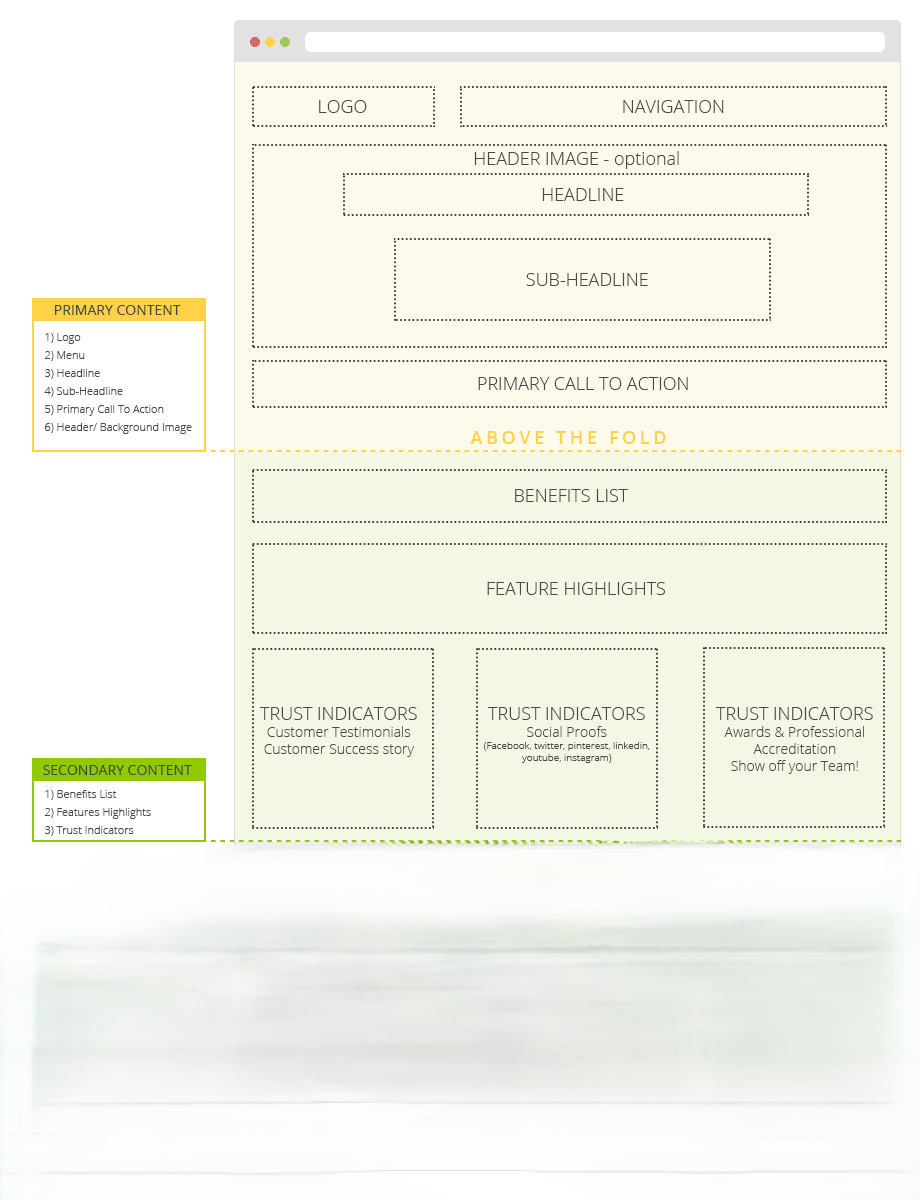 LOGO
NAVIGATION
HEADER IMAGE - optional
HEADLINE
SUB-HEADLINE
PRIMARY CONTENT
1) Logo
2) Menu
3) Headline
4) Sub-Headline
5) Primary Call To Action
6) Header/ Background Image
PRIMARY CALL TO ACTION
ABOVE THE FOLD
BENEFITS LIST
FEATURE HIGHLIGHTS
TRUST INDICATORS
Customer Testimonials
Customer Success story
TRUST INDICATORS
Social Proofs
(Facebook, twitter, pinterest, linkedin,
youtube, instagram)
TRUST INDICATORS
Awards & Professional
Accreditation
Show off your Team!
SECONDARY CONTENT
1) Benefits List
2) Features Highlights
3) Trust Indicators